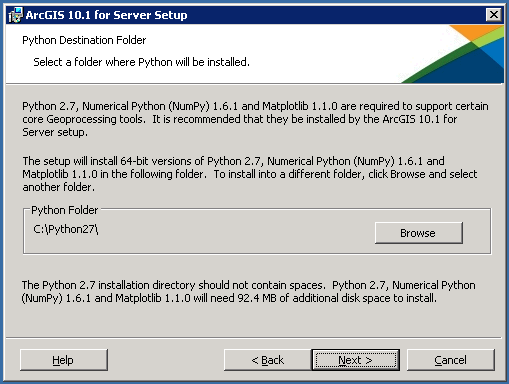 ArcGIS 10.1 for Server Setup
Python Destination Folder
Select a folder where Python will be installed.
Python 2.7, Numerical Python (NumPy) 1.6.1 and Matplotlib 1.1.0 are required to support certain
core Geoprocessing tools. It is recommended that they be installed by the ArcGIS 10.1 for
Server setup.
The setup will install 64-bit versions of Python 2.7, Numerical Python (NumPy) 1.6.1 and
Matplotlib 1.1.0 in the following folder. To install into a different folder, click Browse and select
another folder.
Python Folder
C:\Python27\
Browse
The Python 2.7 installation directory should not contain spaces. Python 2.7, Numerical Python
(NumPy) 1.6.1 and Matplotlib 1.1.0 will need 92.4 MB of additional disk space to install.
Help
< Back
Next >
Cancel